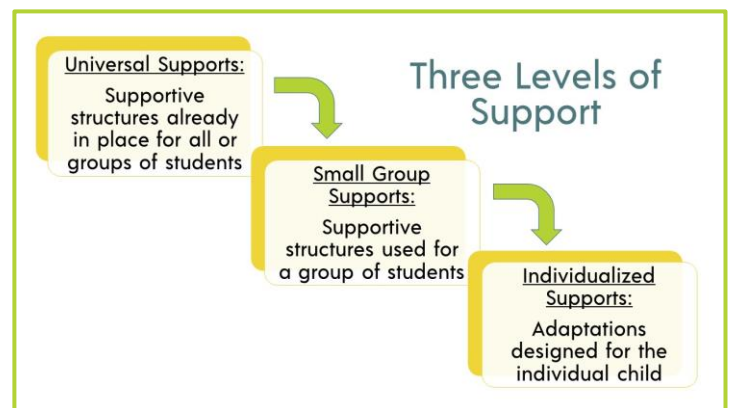 Three Levels of
Support
Universal Supports:
Supportive
structures already
in place for all or
groups of students
Small Group
Supports:
Supportive
structures used for
a group of students
Individualized
Supports:
Adaptations
designed for the
individual child